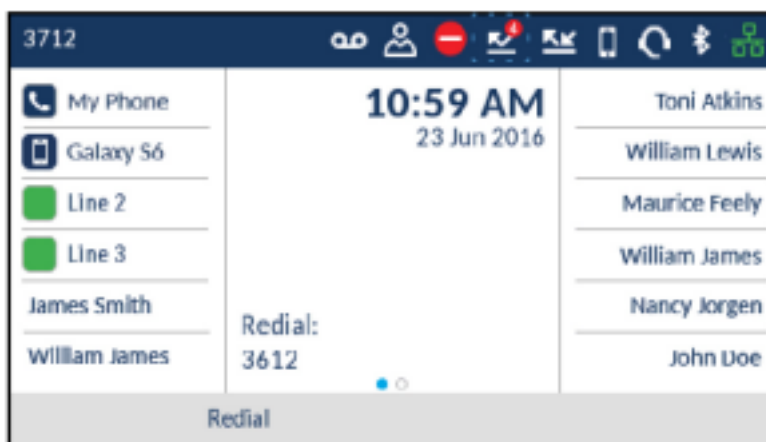 3712
4
My Phone
Galaxy S6
Line 2
Line 3
James Smith
William James
10:59 AM
23 Jun 2016
Redial:
3612
Toni Atkins
William Lewis
Maurice Feely
William James
Nancy Jorgen
John Doe
Redial